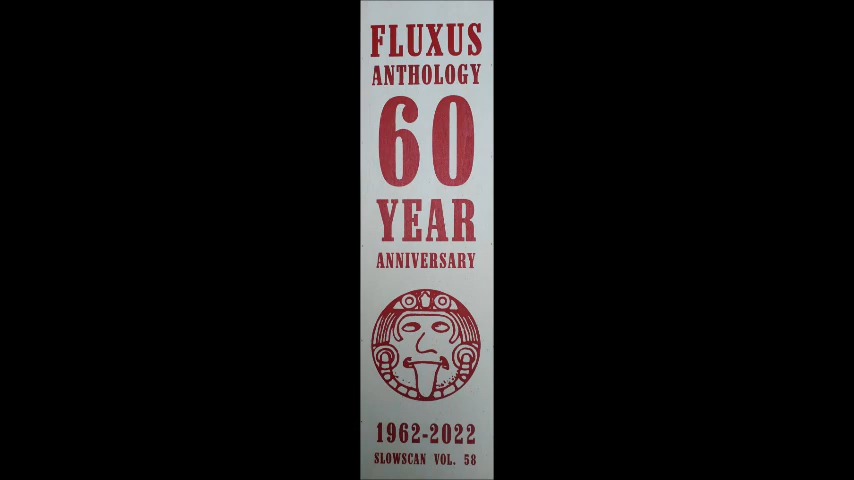 FLUXUS
ANTHOLOGY
60
YEAR
ANNIVERSARY
1962-2022
SLOWSCAN VOL. 58